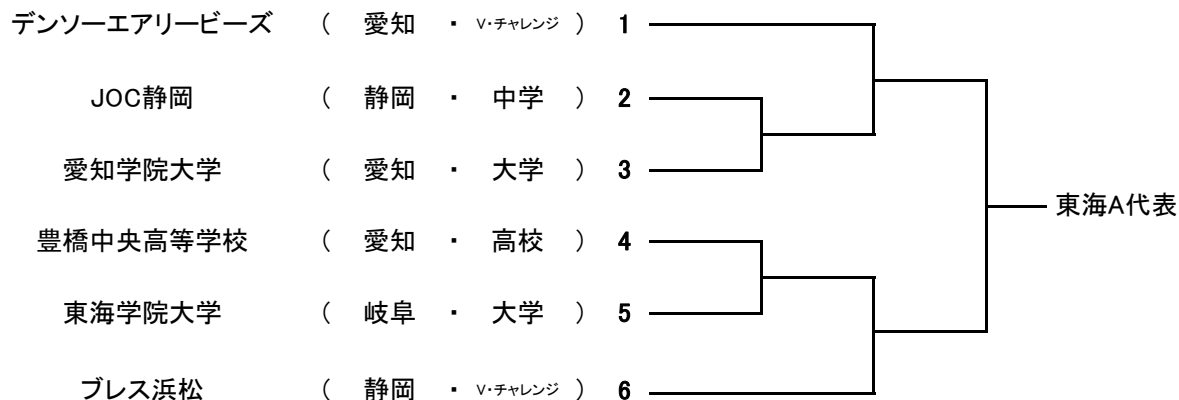 デンソーエアリービーズ ( 愛知 ・ V・チャレンジ ) 1
JOC静岡 ( 静岡 ・ 中学 ) 2
愛知学院大学 ( 愛知 ・ 大学 ) 3
東海A代表
豊橋中央高等学校 ( 愛知 ・ 高校 ) 4
東海学院大学 ( 岐阜 ・ 大学 ) 5
ブレス浜松 ( 静岡 ・ V・チャレンジ ) 6